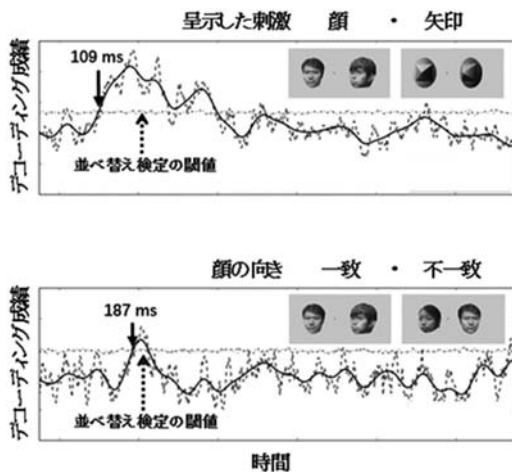 呈示した刺激 顔 ・ 矢印
デコーディング成績
109 ms
並べ替え検定の閾値
顔の向き 一致 ・ 不一致
デコーディング成績
187 ms
並べ替え検定の閾値
時間